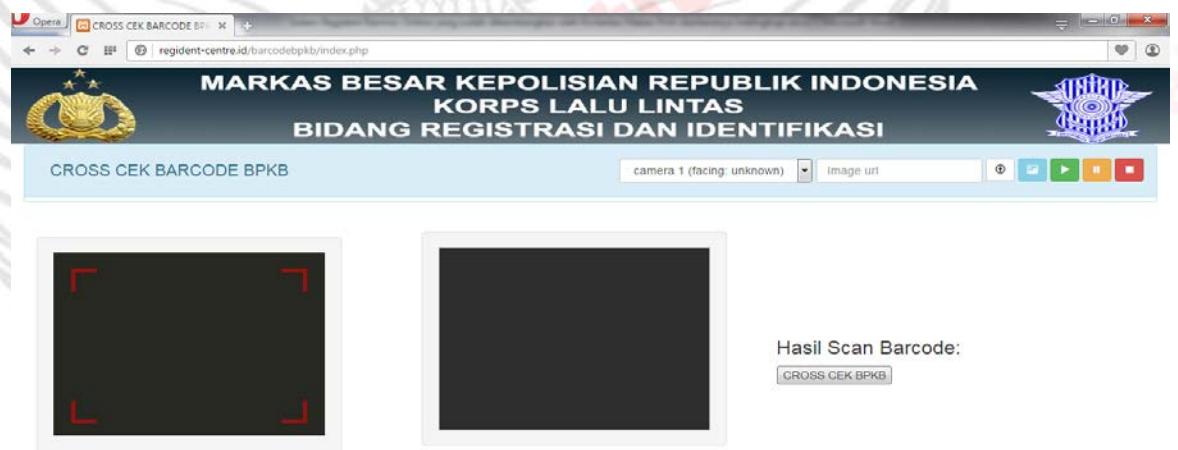 Opera
CROSS CEK BARCODE BPK
regident-centre.id/barcodebpkb/index.php
MARKAS BESAR KEPOLISIAN REPUBLIK INDONESIA
KORPS LALU LINTAS
BIDANG REGISTRASI DAN IDENTIFIKASI
CROSS CEK BARCODE BPKB
camera 1 (facing: unknown)
Image url
Hasil Scan Barcode:
CROSS CEK BPKB